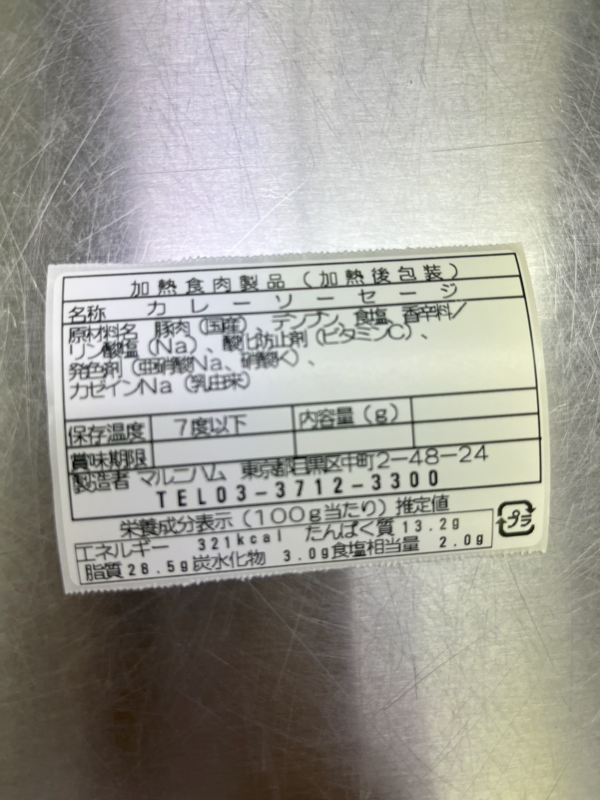 加熱食肉製品（加熱後包装）
名称 カレーソーセージ
原材料名 豚肉（国産）デンプン、食塩、香辛料／
リン酸塩（Na）、酸化防止剤（ビタミンC）、
発色剤（亜硝酸Na、硝酸K）、
カゼインNa（乳由来）
保存温度 7度以下 内容量（g）
賞味期限
製造者 マルニハム 東京都目黒区中町2－48－24
TEL03－3712－3300
栄養成分表示（100g当たり）推定値
エネルギー 321kcal たんぱく質13.2g
脂質28.5g炭水化物 3.0g食塩相当量 2.0g
プラ